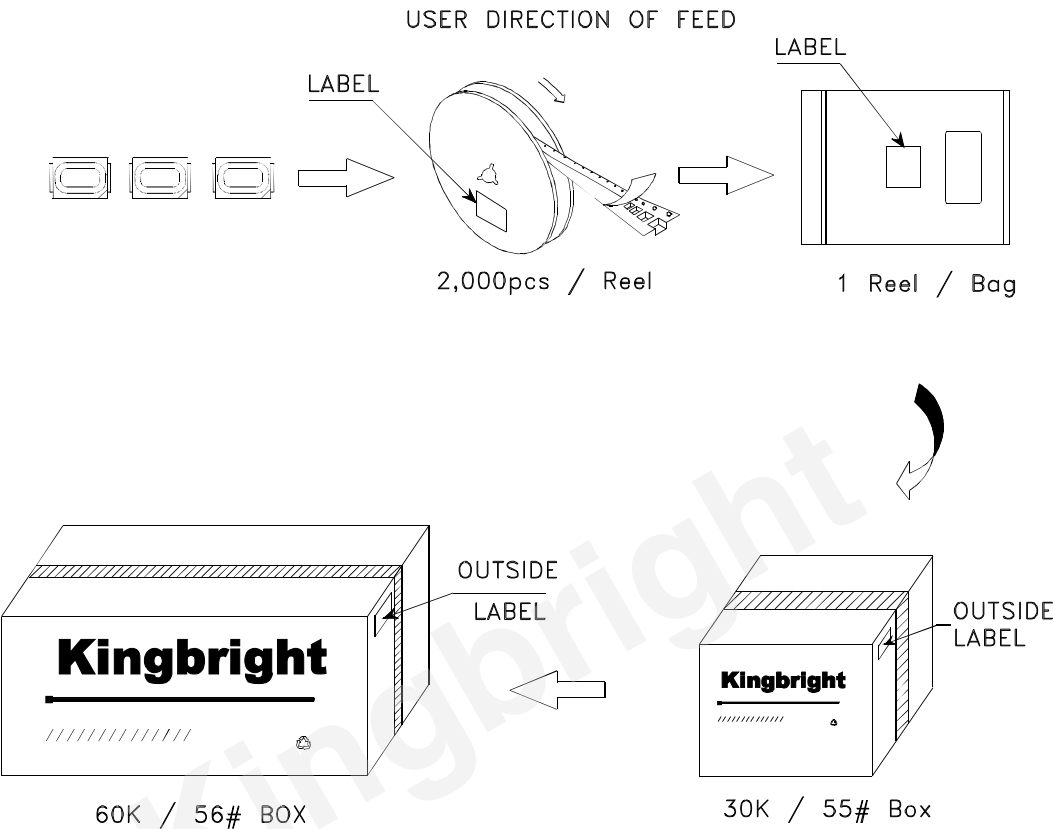 USER DIRECTION OF FEED
LABEL
LABEL
2,000pcs / Reel
1 Reel / Bag
OUTSIDE
LABEL
OUTSIDE
LABEL
Kingbright
Kingbright
60K / 56# BOX
30K / 55# Box
Kingbright